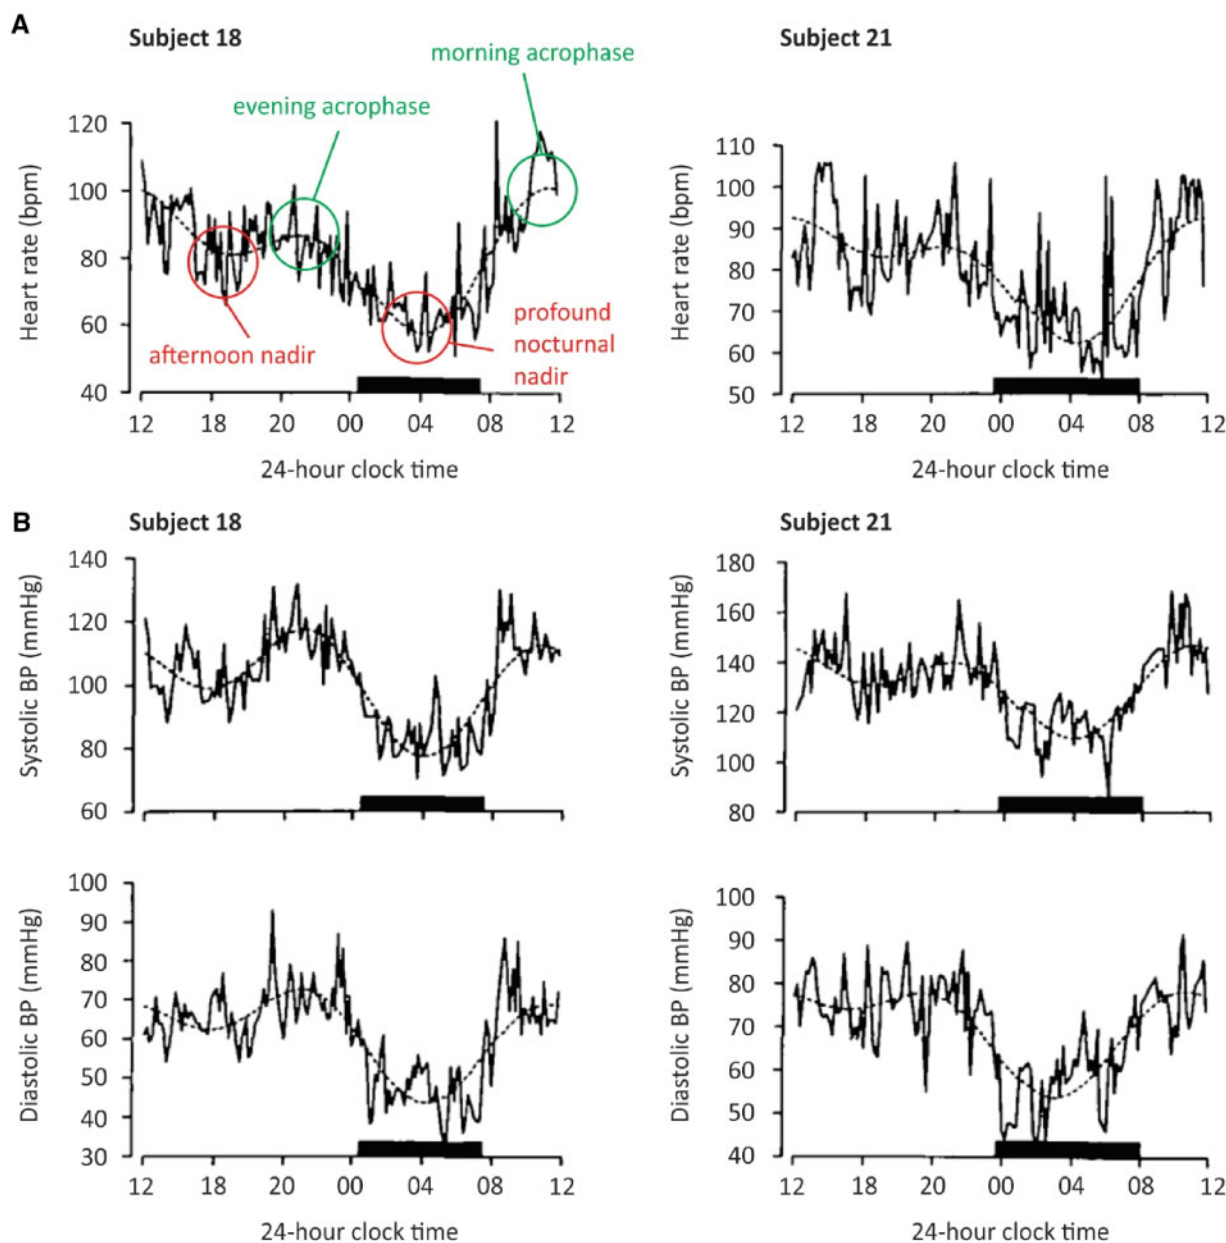 A
Subject 18
Subject 21
morning acrophase
evening acrophase
afternoon nadir
profound
nocturnal
nadir
Heart rate (bpm)
120
100
80
60
40
12 18 20 00 04 08 12
24-hour clock time
Heart rate (bpm)
110
100
90
80
70
60
50
12 18 20 00 04 08 12
24-hour clock time
B
Subject 18
Subject 21
Systolic BP (mmHg)
140
120
100
80
60
Systolic BP (mmHg)
180
160
140
120
100
80
Diastolic BP (mmHg)
100
90
80
70
60
50
40
30
12 18 20 00 04 08 12
24-hour clock time
Diastolic BP (mmHg)
100
90
80
70
60
50
40
12 18 20 00 04 08 12
24-hour clock time